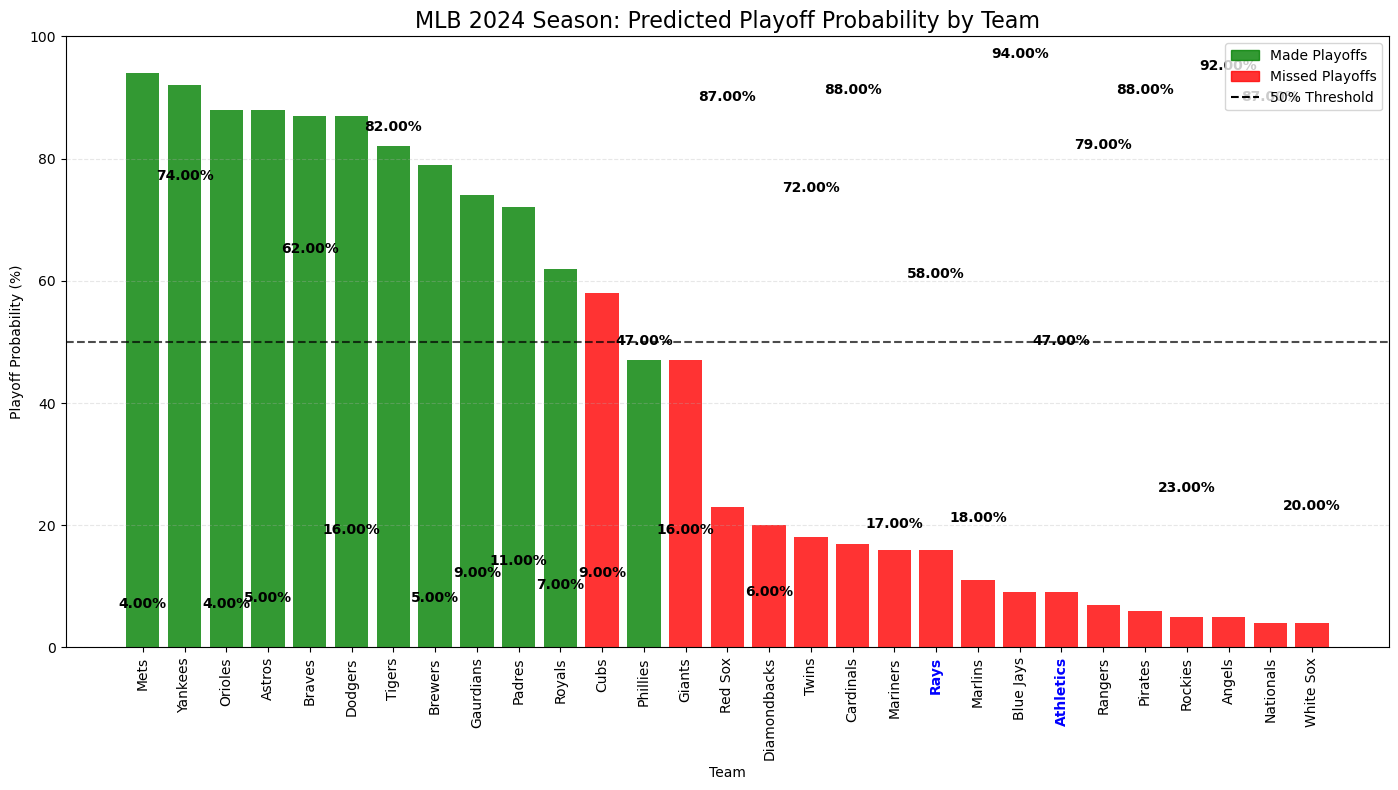 MLB 2024 Season: Predicted Playoff Probability by Team
Playoff Probability (%)
100
80
60
40
20
0
Made Playoffs
Missed Playoffs
50% Threshold
94.00%
92.00%
88.00%
88.00%
87.00%
87.00%
82.00%
79.00%
74.00%
72.00%
62.00%
58.00%
47.00%
47.00%
23.00%
20.00%
18.00%
17.00%
16.00%
16.00%
11.00%
9.00%
9.00%
7.00%
6.00%
5.00%
5.00%
4.00%
4.00%
Mets
Yankees
Orioles
Astros
Braves
Dodgers
Tigers
Brewers
Gaurdians
Padres
Royals
Cubs
Phillies
Giants
Red Sox
Diamondbacks
Twins
Cardinals
Mariners
Rays
Marlins
Blue Jays
Athletics
Rangers
Pirates
Rockies
Angels
Nationals
White Sox
Team